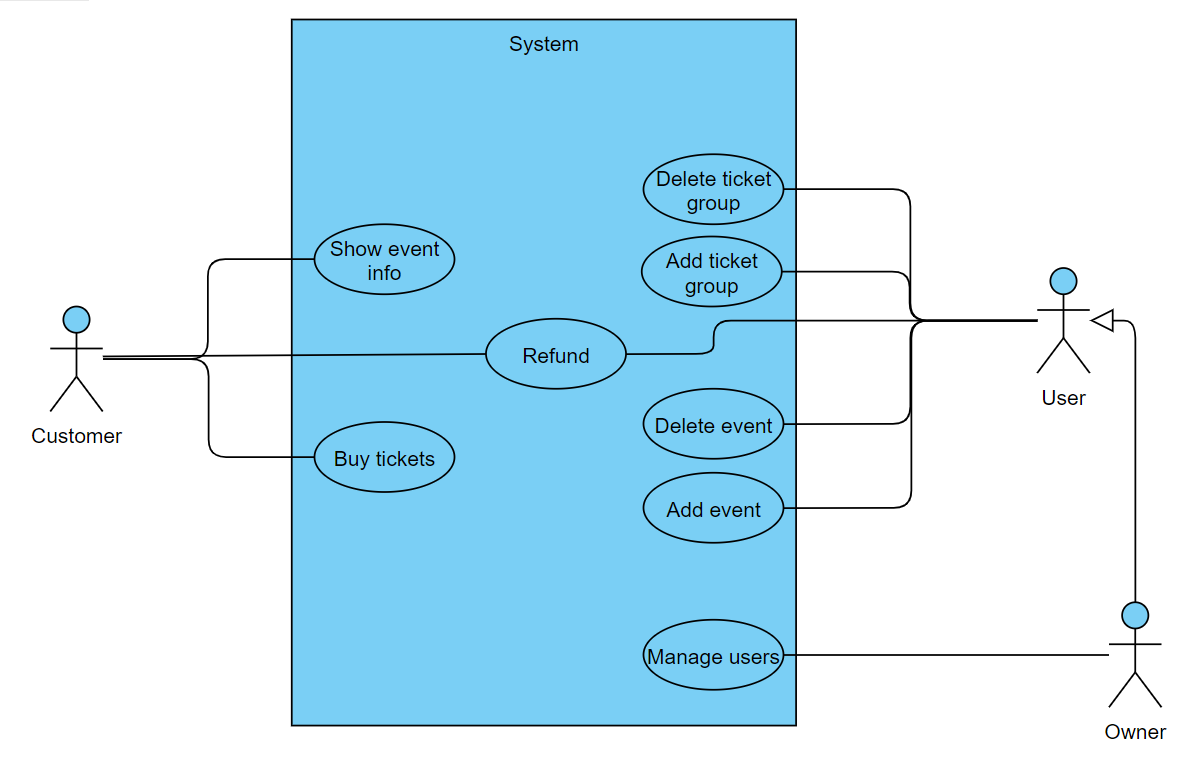 System
Delete ticket
group
Show event
info
Add ticket
group
Refund
User
Delete event
Customer
Buy tickets
Add event
Manage users
Owner